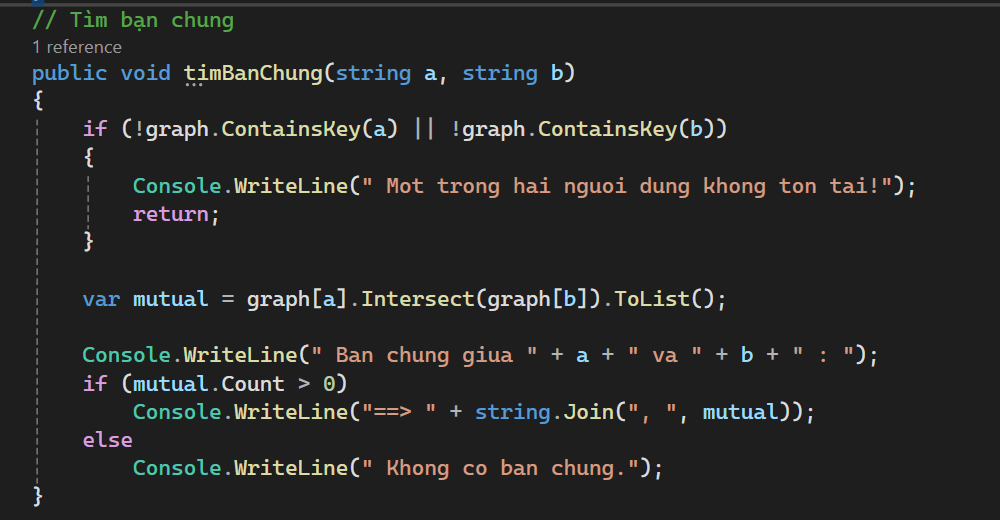 // Tìm bạn chung
1 reference
public void timBanChung(string a, string b)
{
    if (!graph.ContainsKey(a) || !graph.ContainsKey(b))
    {
        Console.WriteLine(" Mot trong hai nguoi dung khong ton tai!");
        return;
    }
    var mutual = graph[a].Intersect(graph[b]).ToList();
    Console.WriteLine(" Ban chung giua " + a + " va " + b + " : ");
    if (mutual.Count > 0)
        Console.WriteLine("==> " + string.Join(", ", mutual));
    else
        Console.WriteLine(" Khong co ban chung.");
}